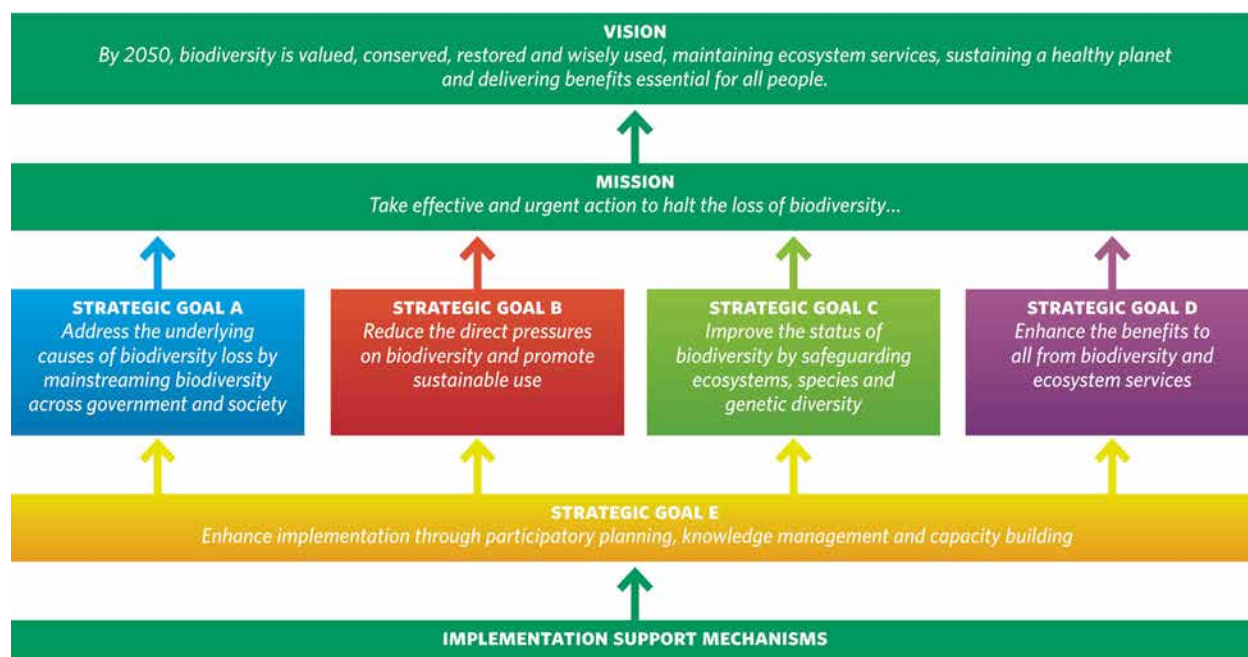 VISION
By 2050, biodiversity is valued, conserved, restored and wisely used, maintaining ecosystem services, sustaining a healthy planet
and delivering benefits essential for all people.
MISSION
Take effective and urgent action to halt the loss of biodiversity...
STRATEGIC GOAL A
Address the underlying
causes of biodiversity loss by
mainstreaming biodiversity
across government and society
STRATEGIC GOAL B
Reduce the direct pressures
on biodiversity and promote
sustainable use
STRATEGIC GOAL C
Improve the status of
biodiversity by safeguarding
ecosystems, species and
genetic diversity
STRATEGIC GOAL D
Enhance the benefits to
all from biodiversity and
ecosystem services
STRATEGIC GOAL E
Enhance implementation through participatory planning, knowledge management and capacity building
IMPLEMENTATION SUPPORT MECHANISMS